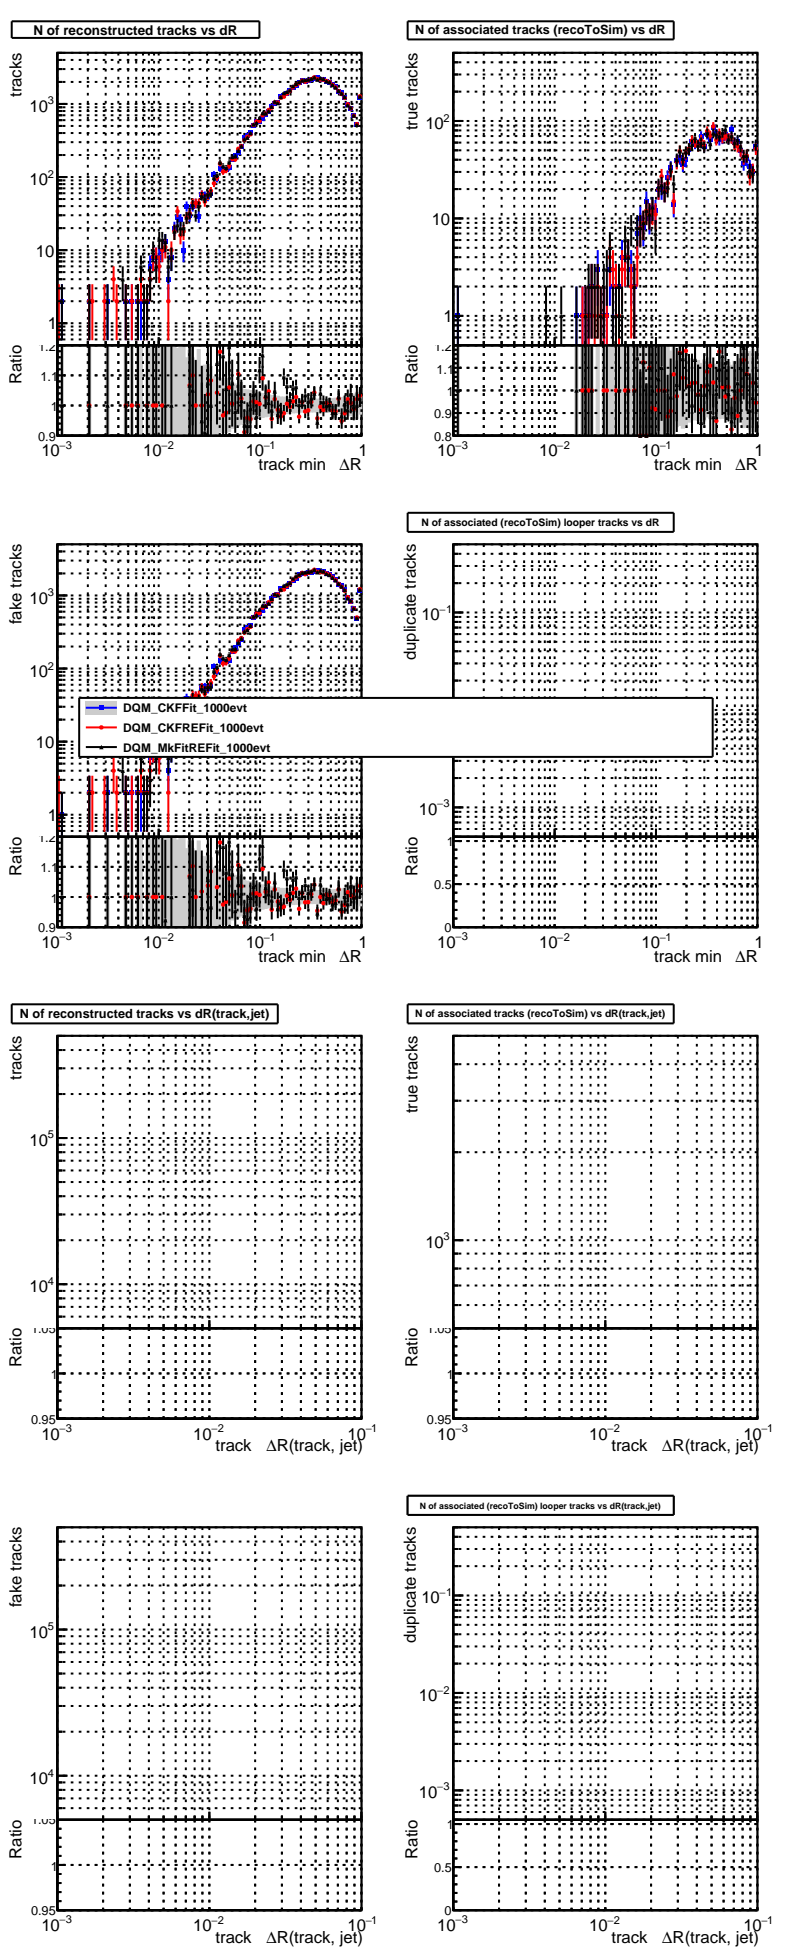 N of reconstructed tracks vs dR
tracks
10³
10²
10
1
Ratio
1.2
1.1
1
0.9
10⁻³ 10⁻² 10⁻¹ 1
track min ΔR
N of associated tracks (recoToSim) vs dR
true tracks
10²
10
1
Ratio
1.2
1.1
1
0.9
0.8
10⁻³ 10⁻² 10⁻¹ 1
track min ΔR
fake tracks
10³
10²
10
1
Ratio
1.2
1.1
1
0.9
10⁻³ 10⁻² 10⁻¹ 1
track min ΔR
N of associated (recoToSim) looper tracks vs dR
duplicate tracks
10⁻¹
10⁻³
Ratio
1
0.5
0
10⁻³ 10⁻² 10⁻¹ 1
track min ΔR
DQM_CKFFit_1000evt
DQM_CKFREFit_1000evt
DQM_MkFitREFit_1000evt
N of reconstructed tracks vs dR(track,jet)
tracks
10⁵
10⁴
Ratio
1.05
1
0.95
10⁻³ 10⁻² 10⁻¹
track ΔR(track, jet)
N of associated tracks (recoToSim) vs dR(track,jet)
true tracks
10³
Ratio
1.05
1
0.95
10⁻³ 10⁻² 10⁻¹
track ΔR(track, jet)
fake tracks
10⁵
10⁴
Ratio
1.05
1
0.95
10⁻³ 10⁻² 10⁻¹
track ΔR(track, jet)
N of associated (recoToSim) looper tracks vs dR(track,jet)
duplicate tracks
10⁻¹
10⁻²
10⁻³
Ratio
1
0.5
0
10⁻³ 10⁻² 10⁻¹
track ΔR(track, jet)